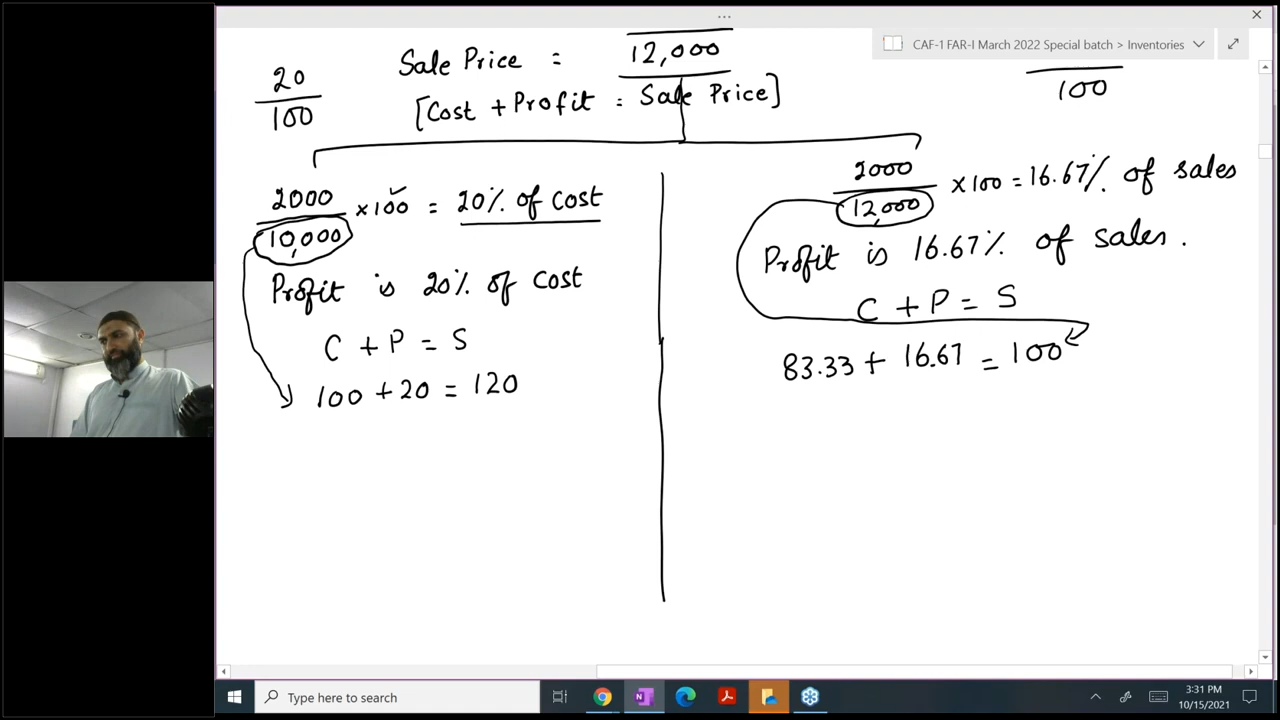 CAF-1 FAR-I March 2022 Special batch > Inventories
Sale Price = 12,000
[Cost + Profit = Sale Price]
20
100
100
2000
10,000
×100 = 20% of cost
Profit is 20% of cost
C + P = S
100 + 20 = 120
2000
12,000
×100 = 16.67% of sales
Profit is 16.67% of sales.
C + P = S
83.33 + 16.67 = 100
Type here to search
3:31 PM
10/15/2021